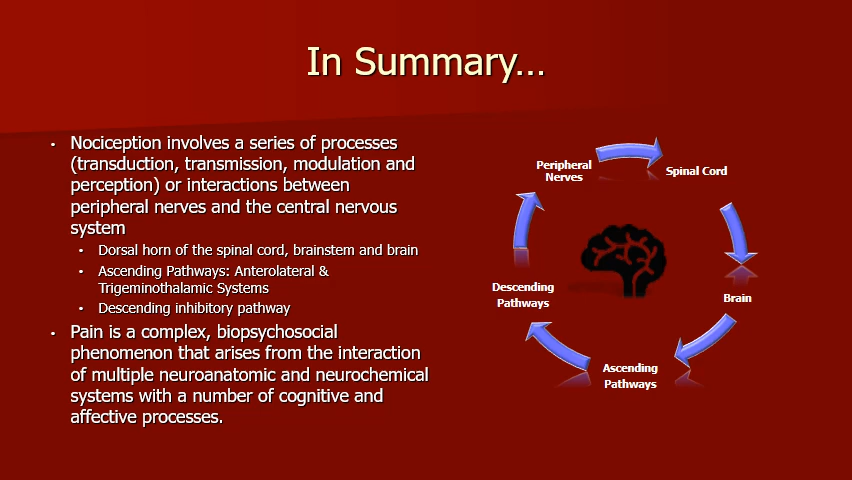 In Summary…
Nociception involves a series of processes
(transduction, transmission, modulation and
perception) or interactions between
peripheral nerves and the central nervous
system
Dorsal horn of the spinal cord, brainstem and brain
Ascending Pathways: Anterolateral &
Trigeminothalamic Systems
Descending inhibitory pathway
Pain is a complex, biopsychosocial
phenomenon that arises from the interaction
of multiple neuroanatomic and neurochemical
systems with a number of cognitive and
affective processes.
Peripheral
Nerves
Spinal Cord
Brain
Ascending
Pathways
Descending
Pathways